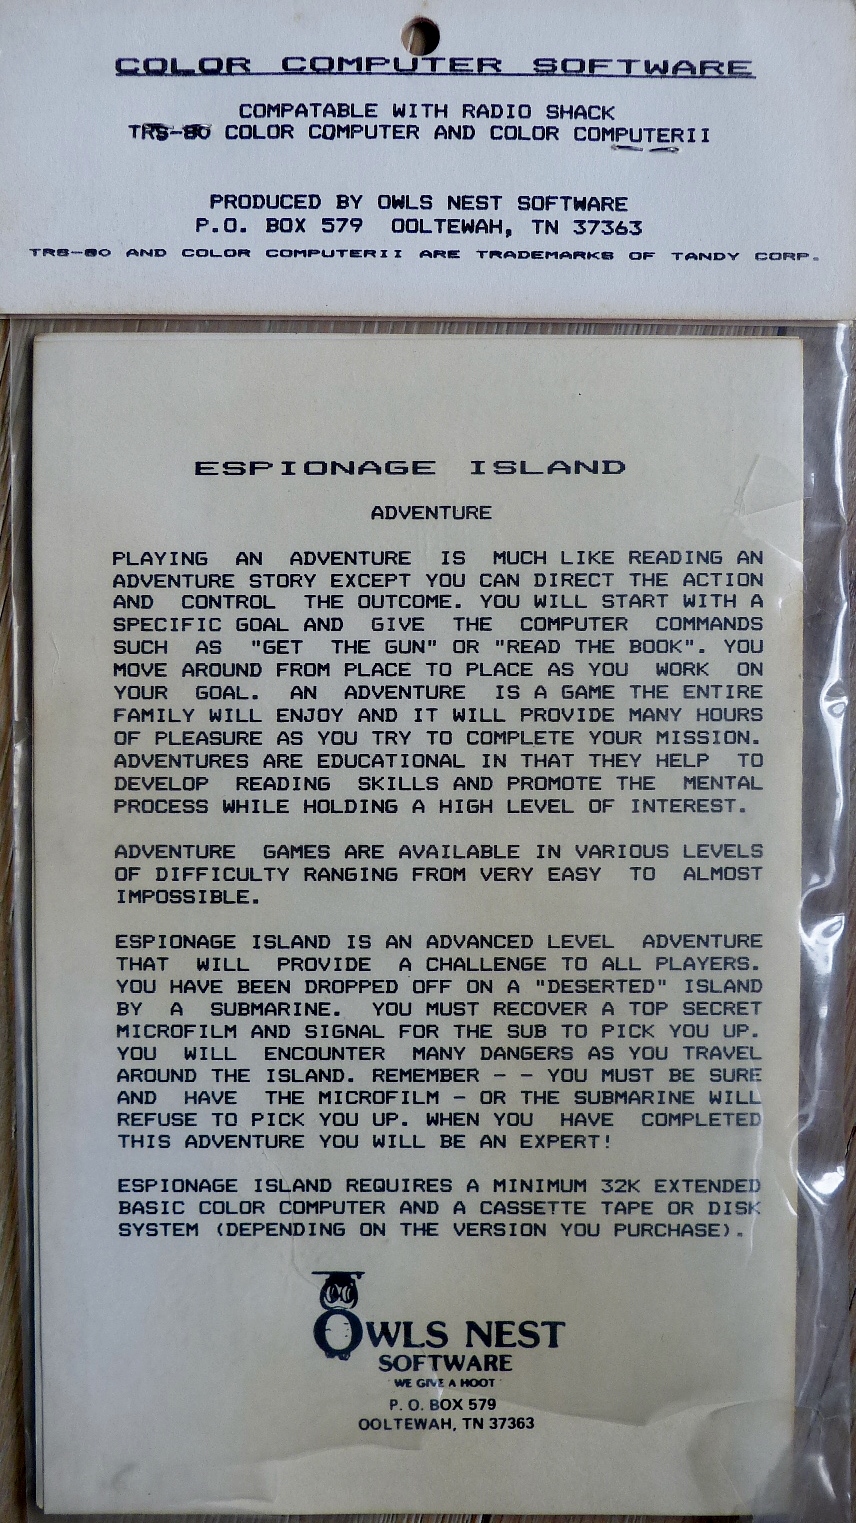 COLOR COMPUTER SOFTWARE
COMPATABLE WITH RADIO SHACK
TRS-80 COLOR COMPUTER AND COLOR COMPUTERII
PRODUCED BY OWLS NEST SOFTWARE
P.O. BOX 579 OOLTEWAH, TN 37363
TRS-80 AND COLOR COMPUTERII ARE TRADEMARKS OF TANDY CORP.
ESPIONAGE ISLAND
ADVENTURE
PLAYING AN ADVENTURE IS MUCH LIKE READING AN
ADVENTURE STORY EXCEPT YOU CAN DIRECT THE ACTION
AND CONTROL THE OUTCOME. YOU WILL START WITH A
SPECIFIC GOAL AND GIVE THE COMPUTER COMMANDS
SUCH AS "GET THE GUN" OR "READ THE BOOK". YOU
MOVE AROUND FROM PLACE TO PLACE AS YOU WORK ON
YOUR GOAL. AN ADVENTURE IS A GAME THE ENTIRE
FAMILY WILL ENJOY AND IT WILL PROVIDE MANY HOURS
OF PLEASURE AS YOU TRY TO COMPLETE YOUR MISSION.
ADVENTURES ARE EDUCATIONAL IN THAT THEY HELP TO
DEVELOP READING SKILLS AND PROMOTE THE MENTAL
PROCESS WHILE HOLDING A HIGH LEVEL OF INTEREST.
ADVENTURE GAMES ARE AVAILABLE IN VARIOUS LEVELS
OF DIFFICULTY RANGING FROM VERY EASY TO ALMOST
IMPOSSIBLE.
ESPIONAGE ISLAND IS AN ADVANCED LEVEL ADVENTURE
THAT WILL PROVIDE A CHALLENGE TO ALL PLAYERS.
YOU HAVE BEEN DROPPED OFF ON A "DESERTED" ISLAND
BY A SUBMARINE. YOU MUST RECOVER A TOP SECRET
MICROFILM AND SIGNAL FOR THE SUB TO PICK YOU UP.
YOU WILL ENCOUNTER MANY DANGERS AS YOU TRAVEL
AROUND THE ISLAND. REMEMBER - - YOU MUST BE SURE
AND HAVE THE MICROFILM - OR THE SUBMARINE WILL
REFUSE TO PICK YOU UP. WHEN YOU HAVE COMPLETED
THIS ADVENTURE YOU WILL BE AN EXPERT!
ESPIONAGE ISLAND REQUIRES A MINIMUM 32K EXTENDED
BASIC COLOR COMPUTER AND A CASSETTE TAPE OR DISK
SYSTEM (DEPENDING ON THE VERSION YOU PURCHASE).
OWLS NEST
SOFTWARE
WE GIVE A HOOT
P. O. BOX 579
OOLTEWAH, TN 37363